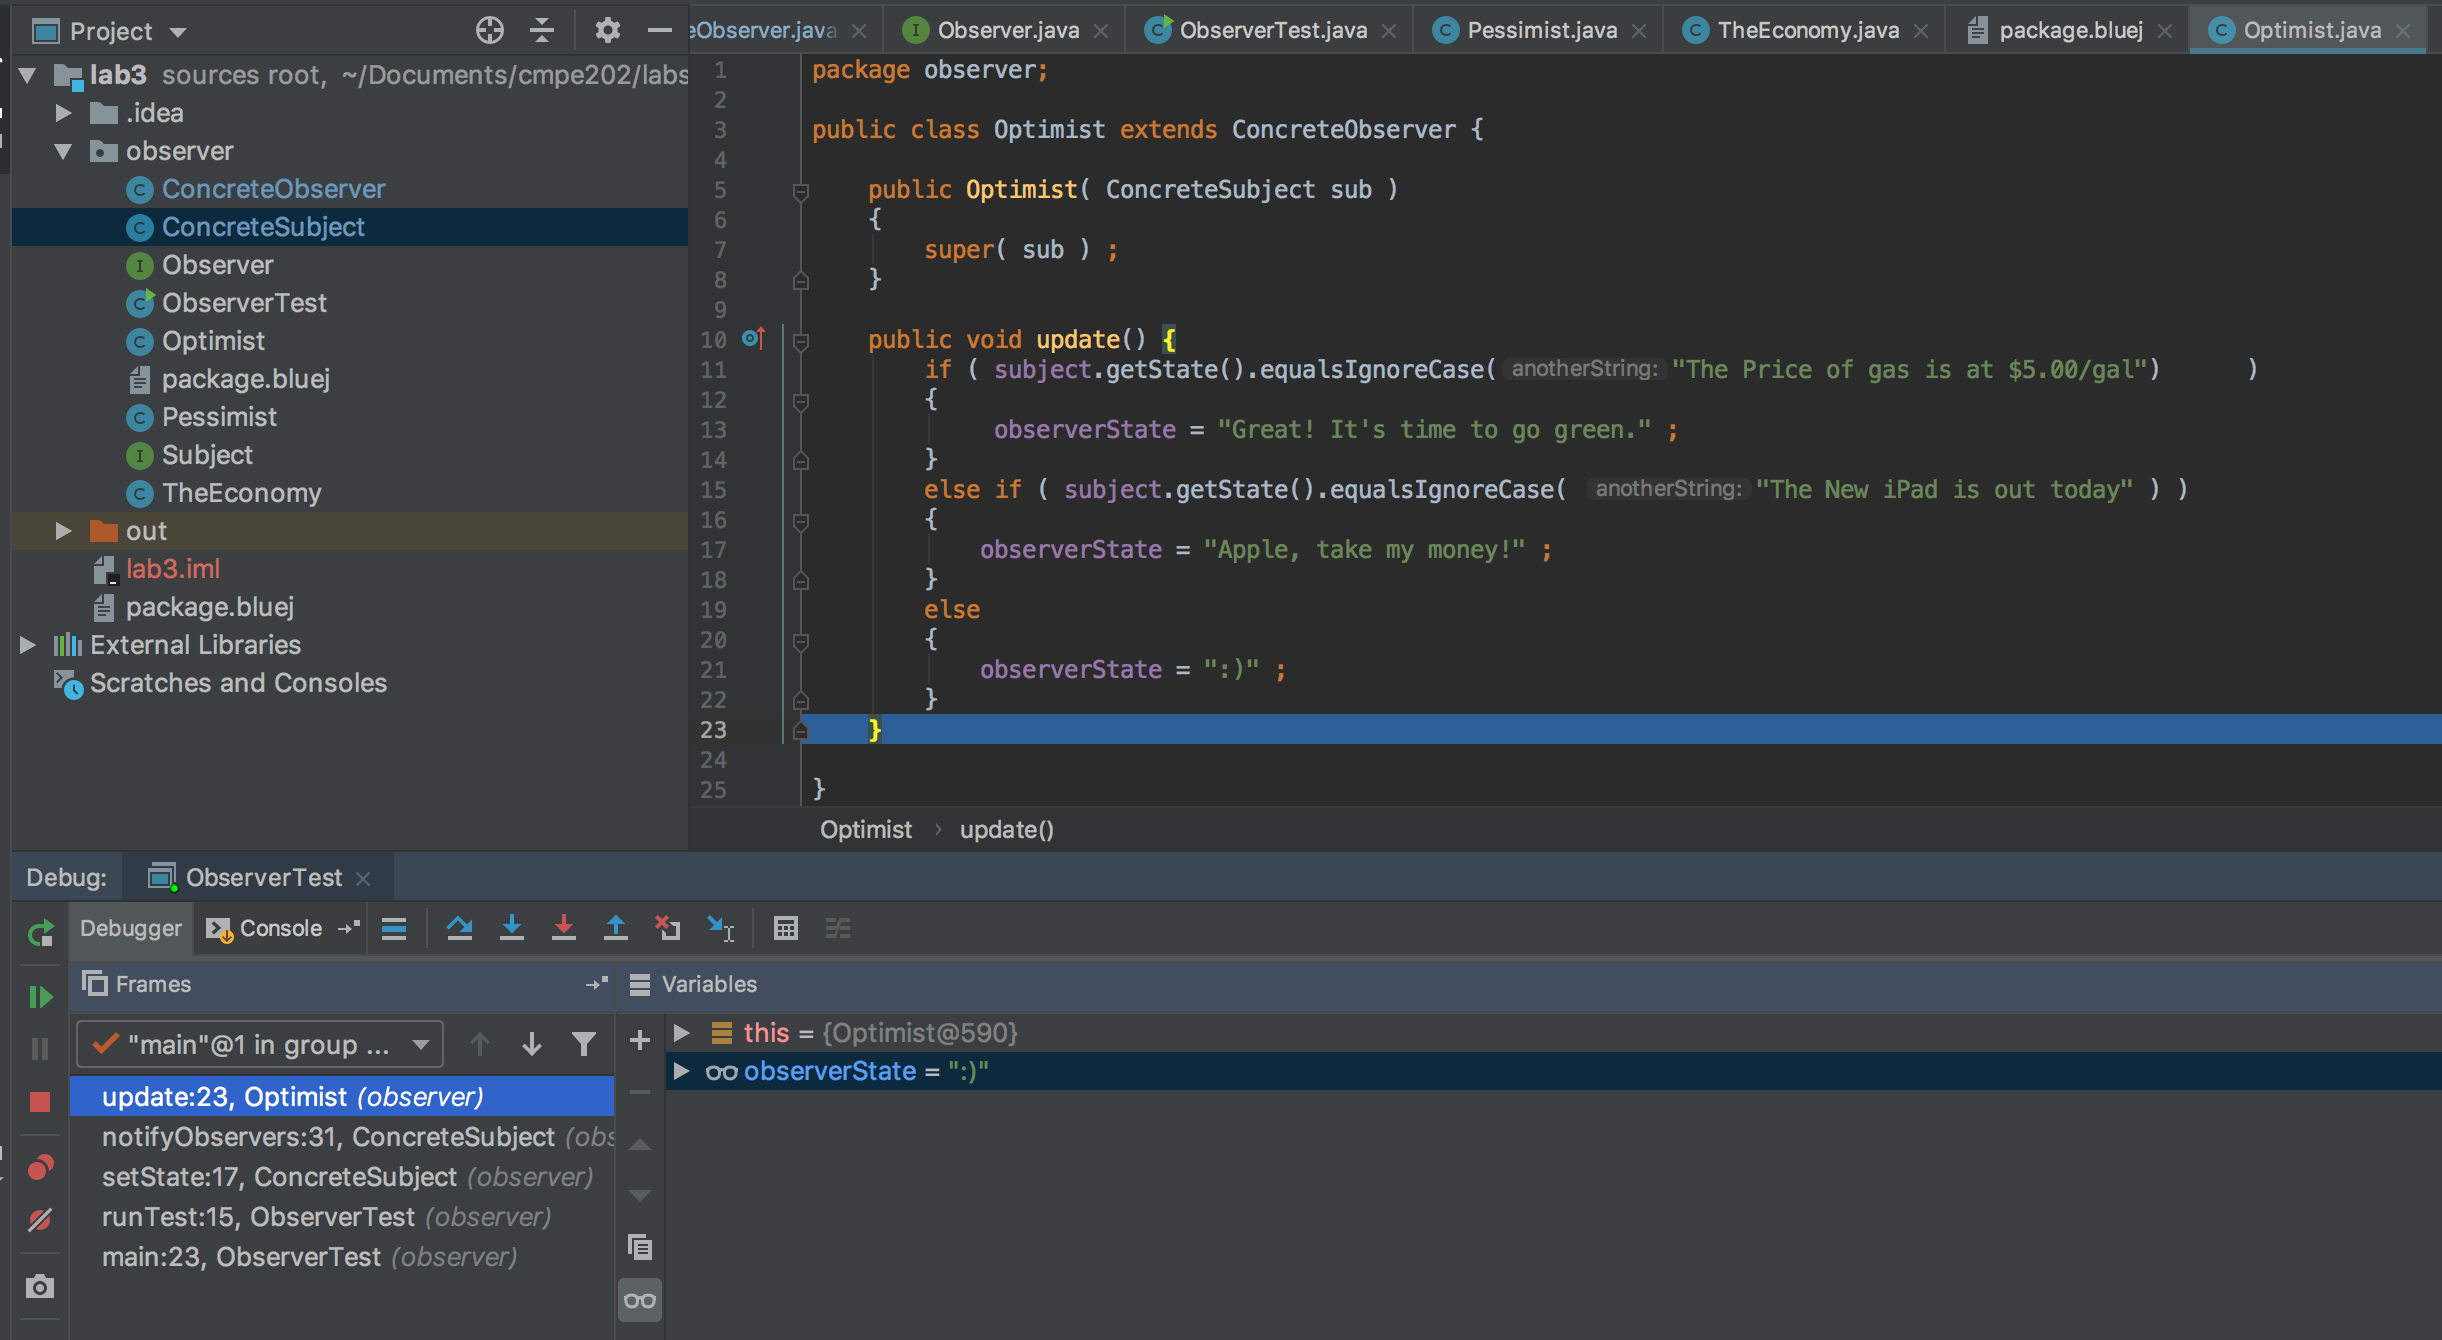 Project
eObserver.java
Observer.java
ObserverTest.java
Pessimist.java
TheEconomy.java
package.bluej
Optimist.java
lab3 sources root, ~/Documents/cmpe202/labs
.idea
observer
ConcreteObserver
ConcreteSubject
Observer
ObserverTest
Optimist
package.bluej
Pessimist
Subject
TheEconomy
out
lab3.iml
package.bluej
External Libraries
Scratches and Consoles
1 package observer;
2
3 public class Optimist extends ConcreteObserver {
4
5 public Optimist( ConcreteSubject sub )
6 {
7 super( sub ) ;
8 }
9
10 public void update() {
11 if ( subject.getState().equalsIgnoreCase( anotherString: "The Price of gas is at $5.00/gal") )
12 {
13 observerState = "Great! It's time to go green." ;
14 }
15 else if ( subject.getState().equalsIgnoreCase( anotherString: "The New iPad is out today" ) )
16 {
17 observerState = "Apple, take my money!" ;
18 }
19 else
20 {
21 observerState = ":)" ;
22 }
23 }
24
25 }
Optimist › update()
Debug: ObserverTest
Debugger Console
Frames
Variables
"main"@1 in group ...
update:23, Optimist (observer)
notifyObservers:31, ConcreteSubject (obs
setState:17, ConcreteSubject (observer)
runTest:15, ObserverTest (observer)
main:23, ObserverTest (observer)
this = {Optimist@590}
observerState = ":)"